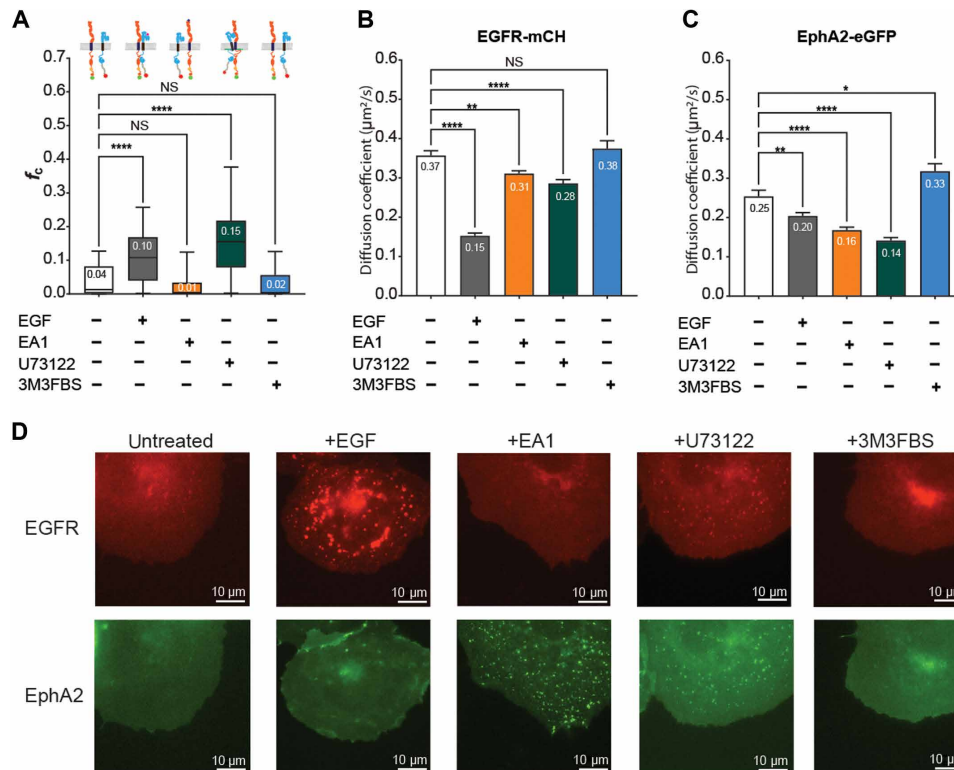 A
0.7
0.6
0.5
0.4
0.3
0.2
0.1
0.0
fc
NS
****
NS
****
0.04
0.10
0.01
0.15
0.02
EGF – + – – –
EA1 – – + – –
U73122 – – – + –
3M3FBS – – – – +
B
EGFR-mCH
Diffusion coefficient (µm²/s)
0.6
0.5
0.4
0.3
0.2
0.1
0.0
NS
****
**
****
0.37
0.15
0.31
0.28
0.38
EGF – + – – –
EA1 – – + – –
U73122 – – – + –
3M3FBS – – – – +
C
EphA2-eGFP
Diffusion coefficient (µm²/s)
0.6
0.5
0.4
0.3
0.2
0.1
0.0
*
****
****
**
0.25
0.20
0.16
0.14
0.33
EGF – + – – –
EA1 – – + – –
U73122 – – – + –
3M3FBS – – – – +
D
Untreated +EGF +EA1 +U73122 +3M3FBS
EGFR
10 µm 10 µm 10 µm 10 µm 10 µm
EphA2
10 µm 10 µm 10 µm 10 µm 10 µm